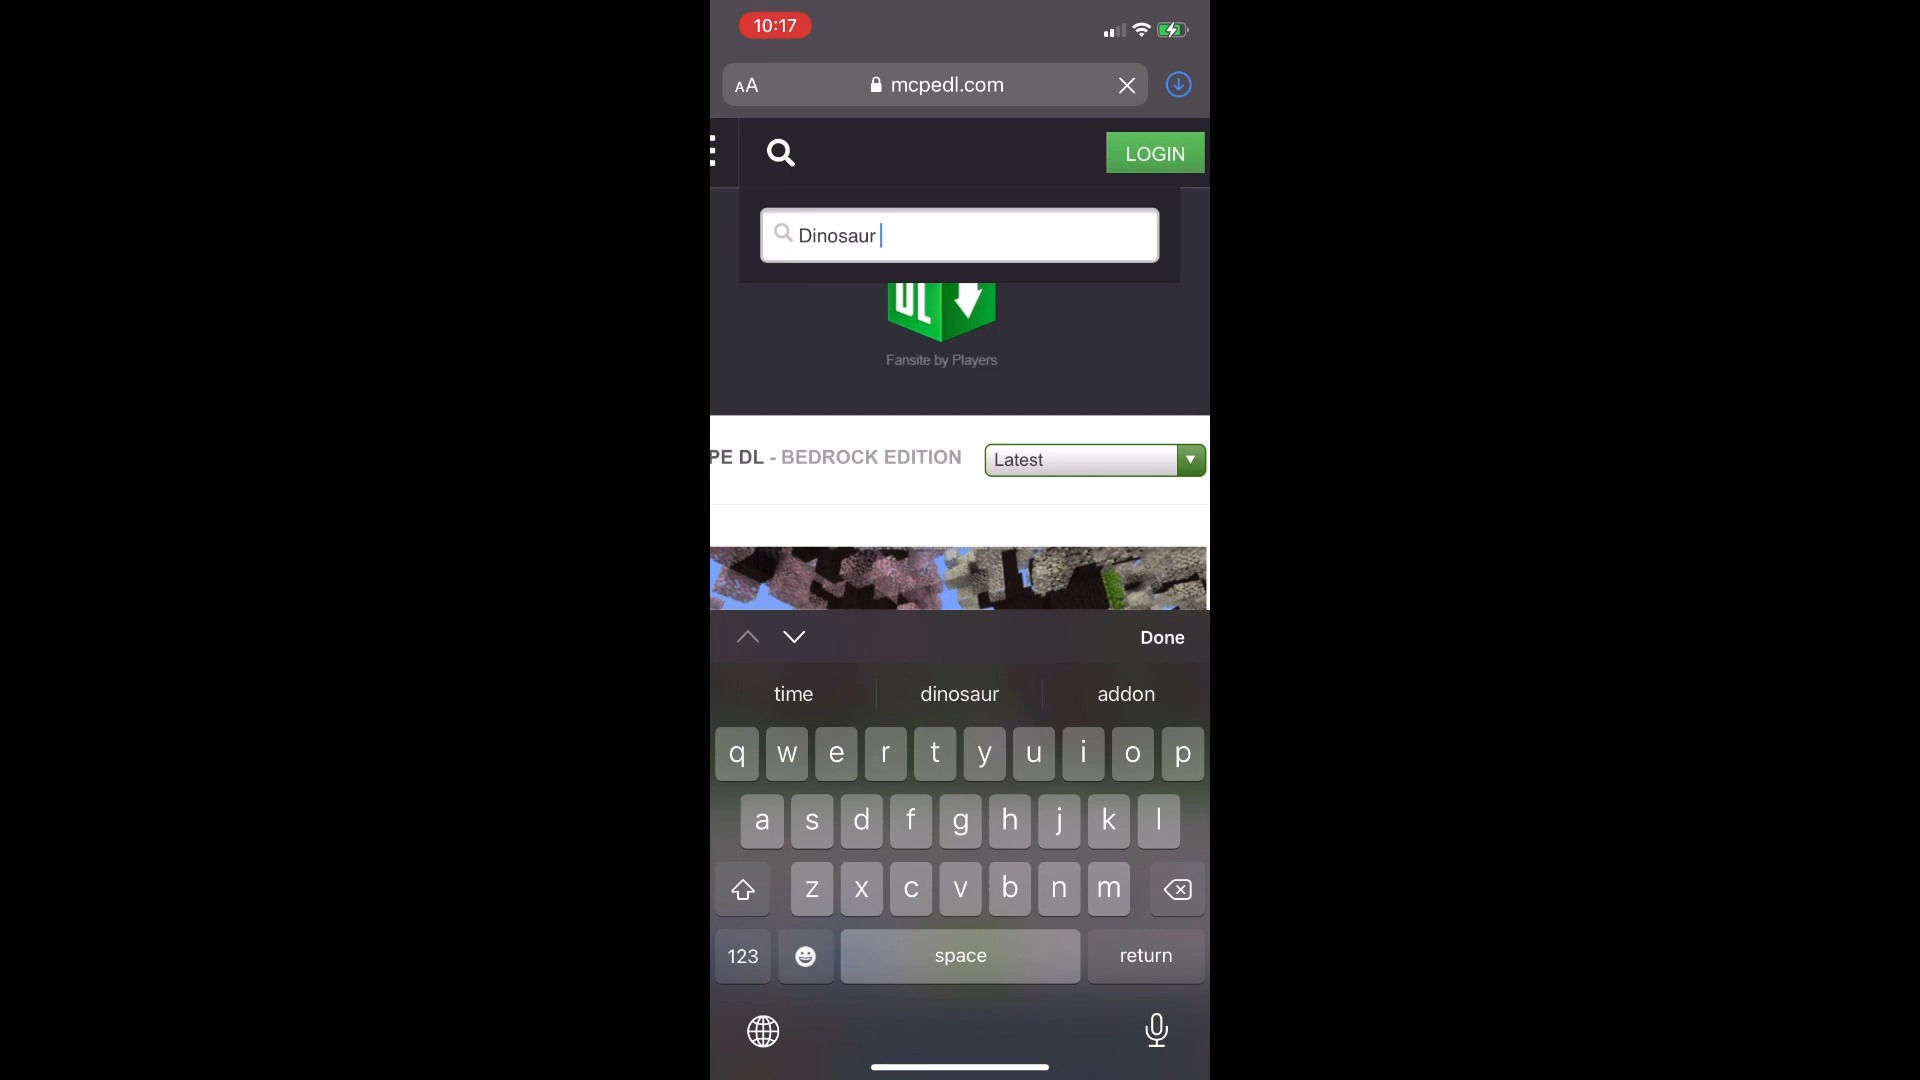 10:17
AA mcpedl.com
LOGIN
Dinosaur
DL
Fansite by Players
PE DL - BEDROCK EDITION
Latest
Done
time dinosaur addon
q w e r t y u i o p
a s d f g h j k l
z x c v b n m
123 space return